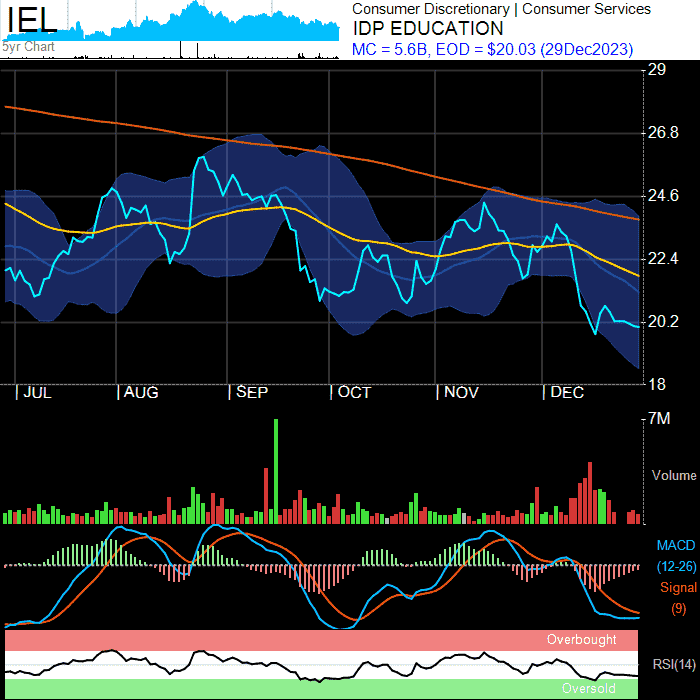 IEL
5yr Chart
Consumer Discretionary | Consumer Services
IDP EDUCATION
MC = 5.6B, EOD = $20.03 (29Dec2023)
29
26.8
24.6
22.4
20.2
18
| JUL | AUG | SEP | OCT | NOV | DEC
7M
Volume
MACD
(12-26)
Signal
(9)
Overbought
RSI(14)
Oversold